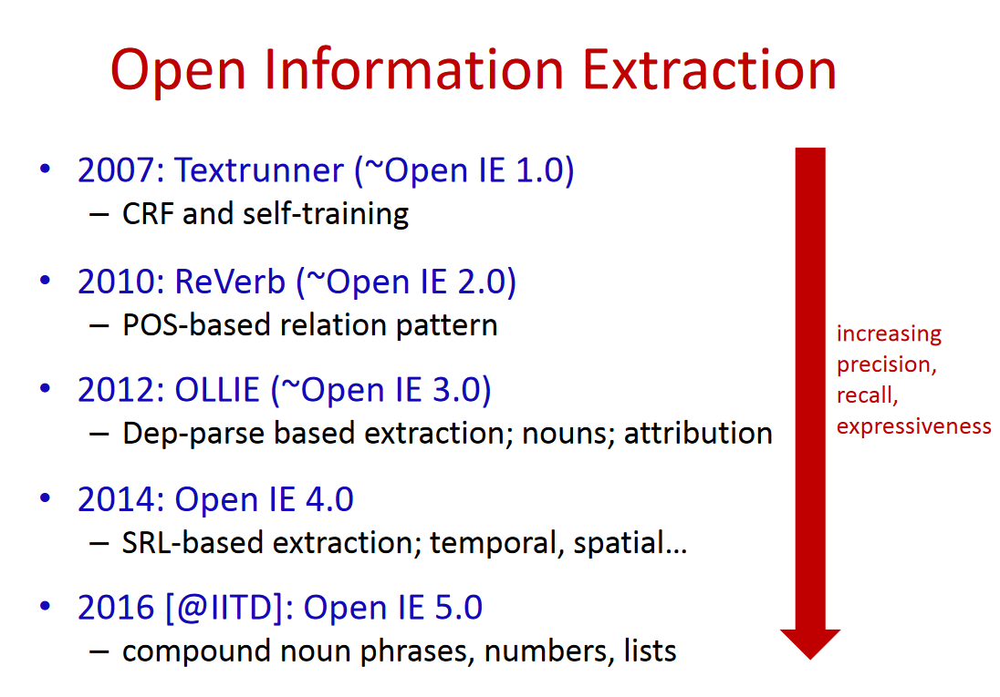 Open Information Extraction
• 2007: Textrunner (~Open IE 1.0)
– CRF and self-training
• 2010: ReVerb (~Open IE 2.0)
– POS-based relation pattern
• 2012: OLLIE (~Open IE 3.0)
– Dep-parse based extraction; nouns; attribution
• 2014: Open IE 4.0
– SRL-based extraction; temporal, spatial…
• 2016 [@IITD]: Open IE 5.0
– compound noun phrases, numbers, lists
increasing
precision,
recall,
expressiveness